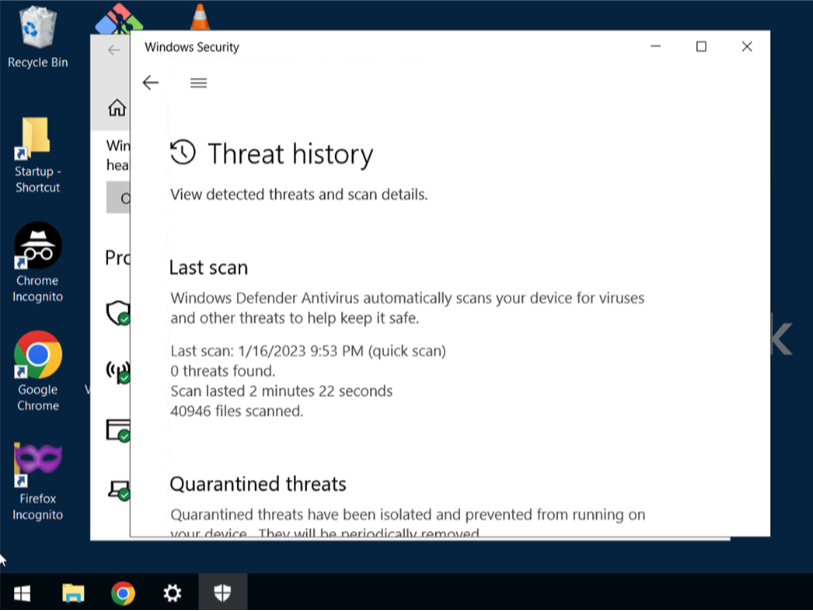 Recycle Bin
Startup -
Shortcut
Chrome
Incognito
Google
Chrome
Firefox
Incognito
Win
hea
Windows Security
Threat history
View detected threats and scan details.
Last scan
Windows Defender Antivirus automatically scans your device for viruses
and other threats to help keep it safe.
Last scan: 1/16/2023 9:53 PM (quick scan)
0 threats found.
Scan lasted 2 minutes 22 seconds
40946 files scanned.
Quarantined threats
Quarantined threats have been isolated and prevented from running on
your device. They will be periodically removed.